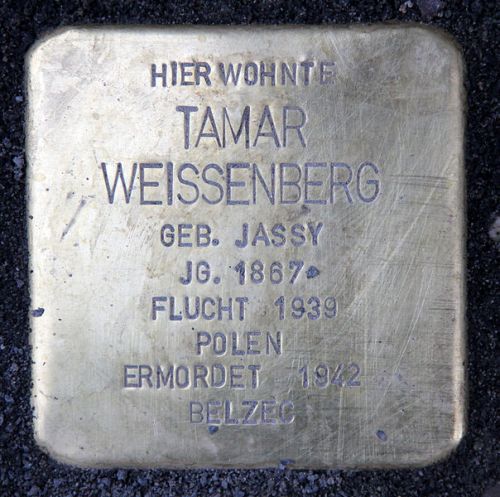 HIER WOHNTE
TAMAR
WEISSENBERG
GEB. JASSY
JG. 1867
FLUCHT 1939
POLEN
ERMORDET 1942
BELZEC